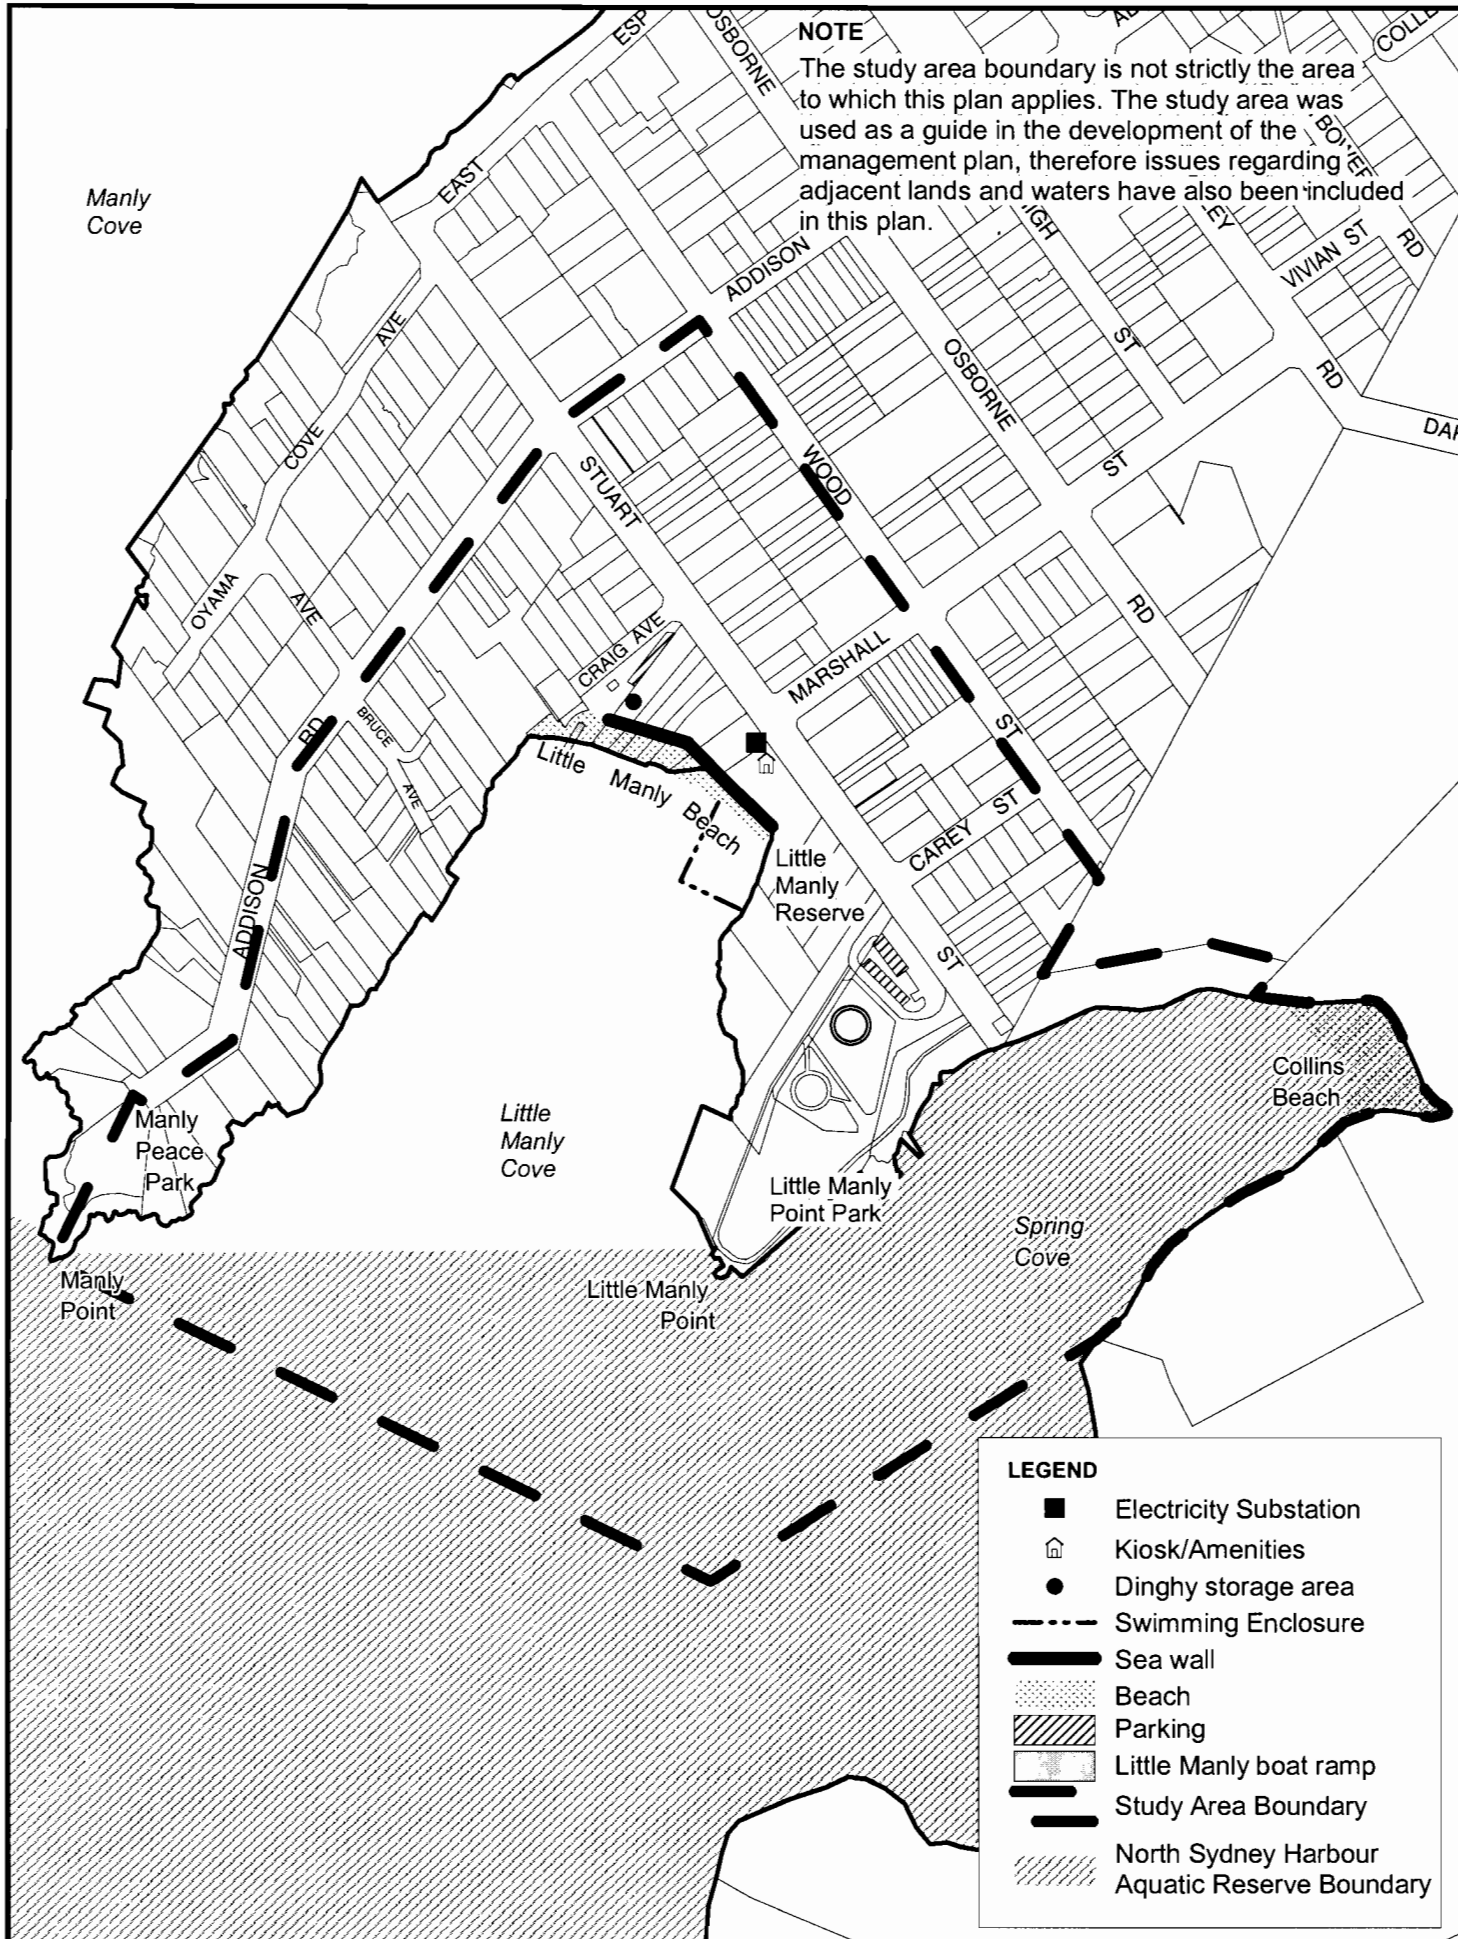 NOTE
The study area boundary is not strictly the area
to which this plan applies. The study area was
used as a guide in the development of the
management plan, therefore issues regarding
adjacent lands and waters have also been included
in this plan.
ESP
OSBORNE
COLLE
BOWER
RD
VIVIAN ST
Manly
Cove
EAST
ADDISON
ST
RD
OSBORNE
DAR
COVE
AVE
STUART
WOOD
ST
OYAMA
AVE
CRAIG AVE
MARSHALL
RD
RD
BRUCE
AVE
ST
Little Manly Beach
CAREY ST
Little
Manly
Reserve
ADDISON
ST
Collins
Beach
Manly
Peace
Park
Little
Manly
Cove
Little Manly
Point Park
Spring
Cove
Manly
Point
Little Manly
Point
LEGEND
Electricity Substation
Kiosk/Amenities
Dinghy storage area
Swimming Enclosure
Sea wall
Beach
Parking
Little Manly boat ramp
Study Area Boundary
North Sydney Harbour
Aquatic Reserve Boundary